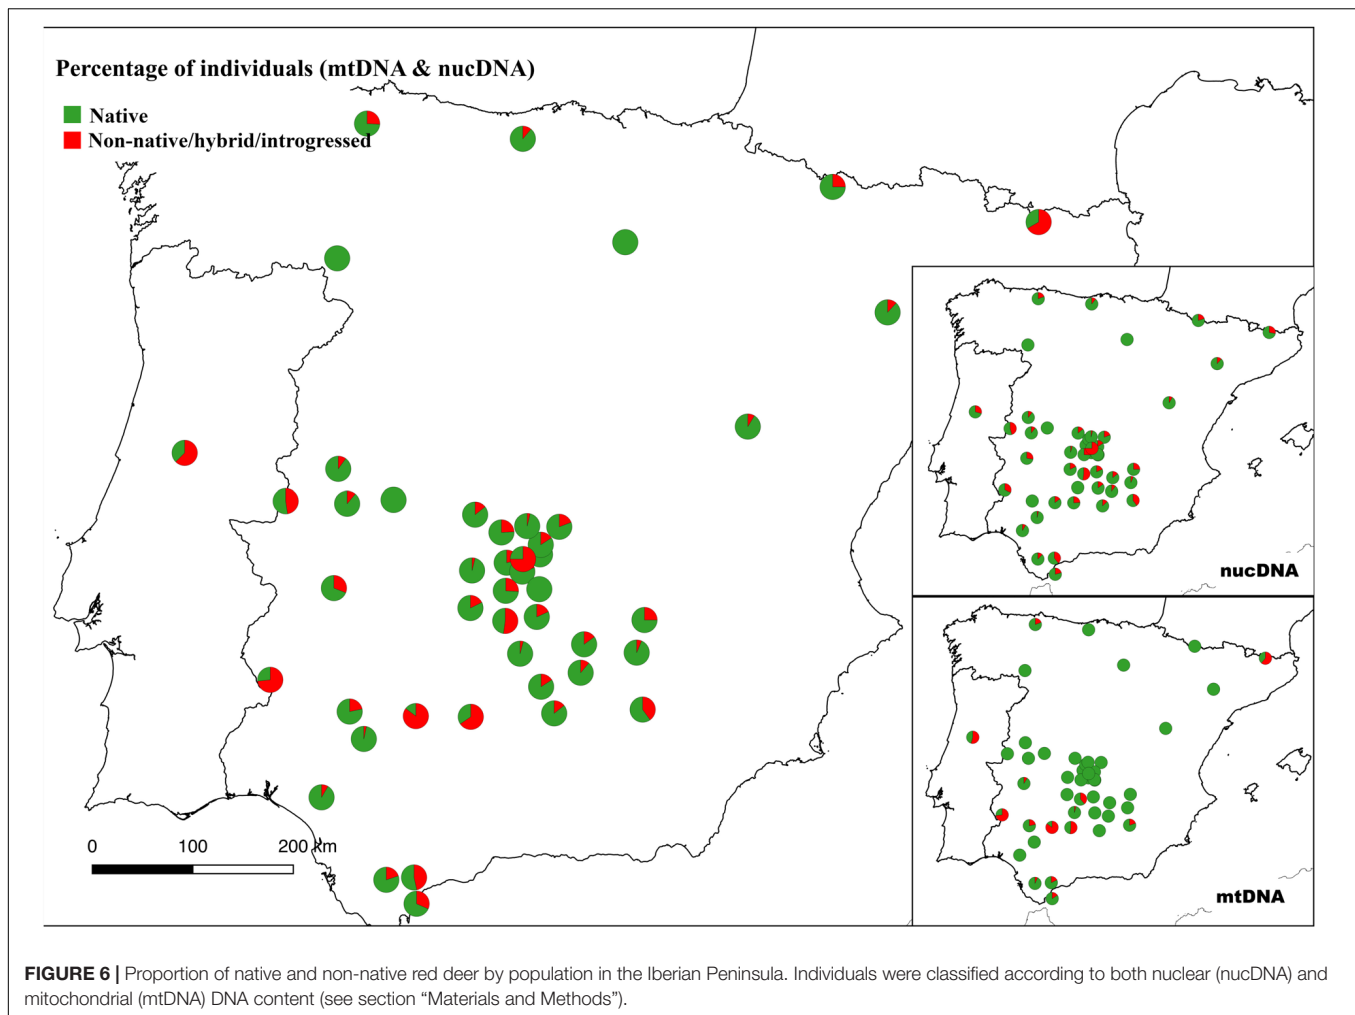 Percentage of individuals (mtDNA & nucDNA)
Native
Non-native/hybrid/introgressed
0 100 200 km
nucDNA
mtDNA
FIGURE 6 | Proportion of native and non-native red deer by population in the Iberian Peninsula. Individuals were classified according to both nuclear (nucDNA) and
mitochondrial (mtDNA) DNA content (see section “Materials and Methods”).